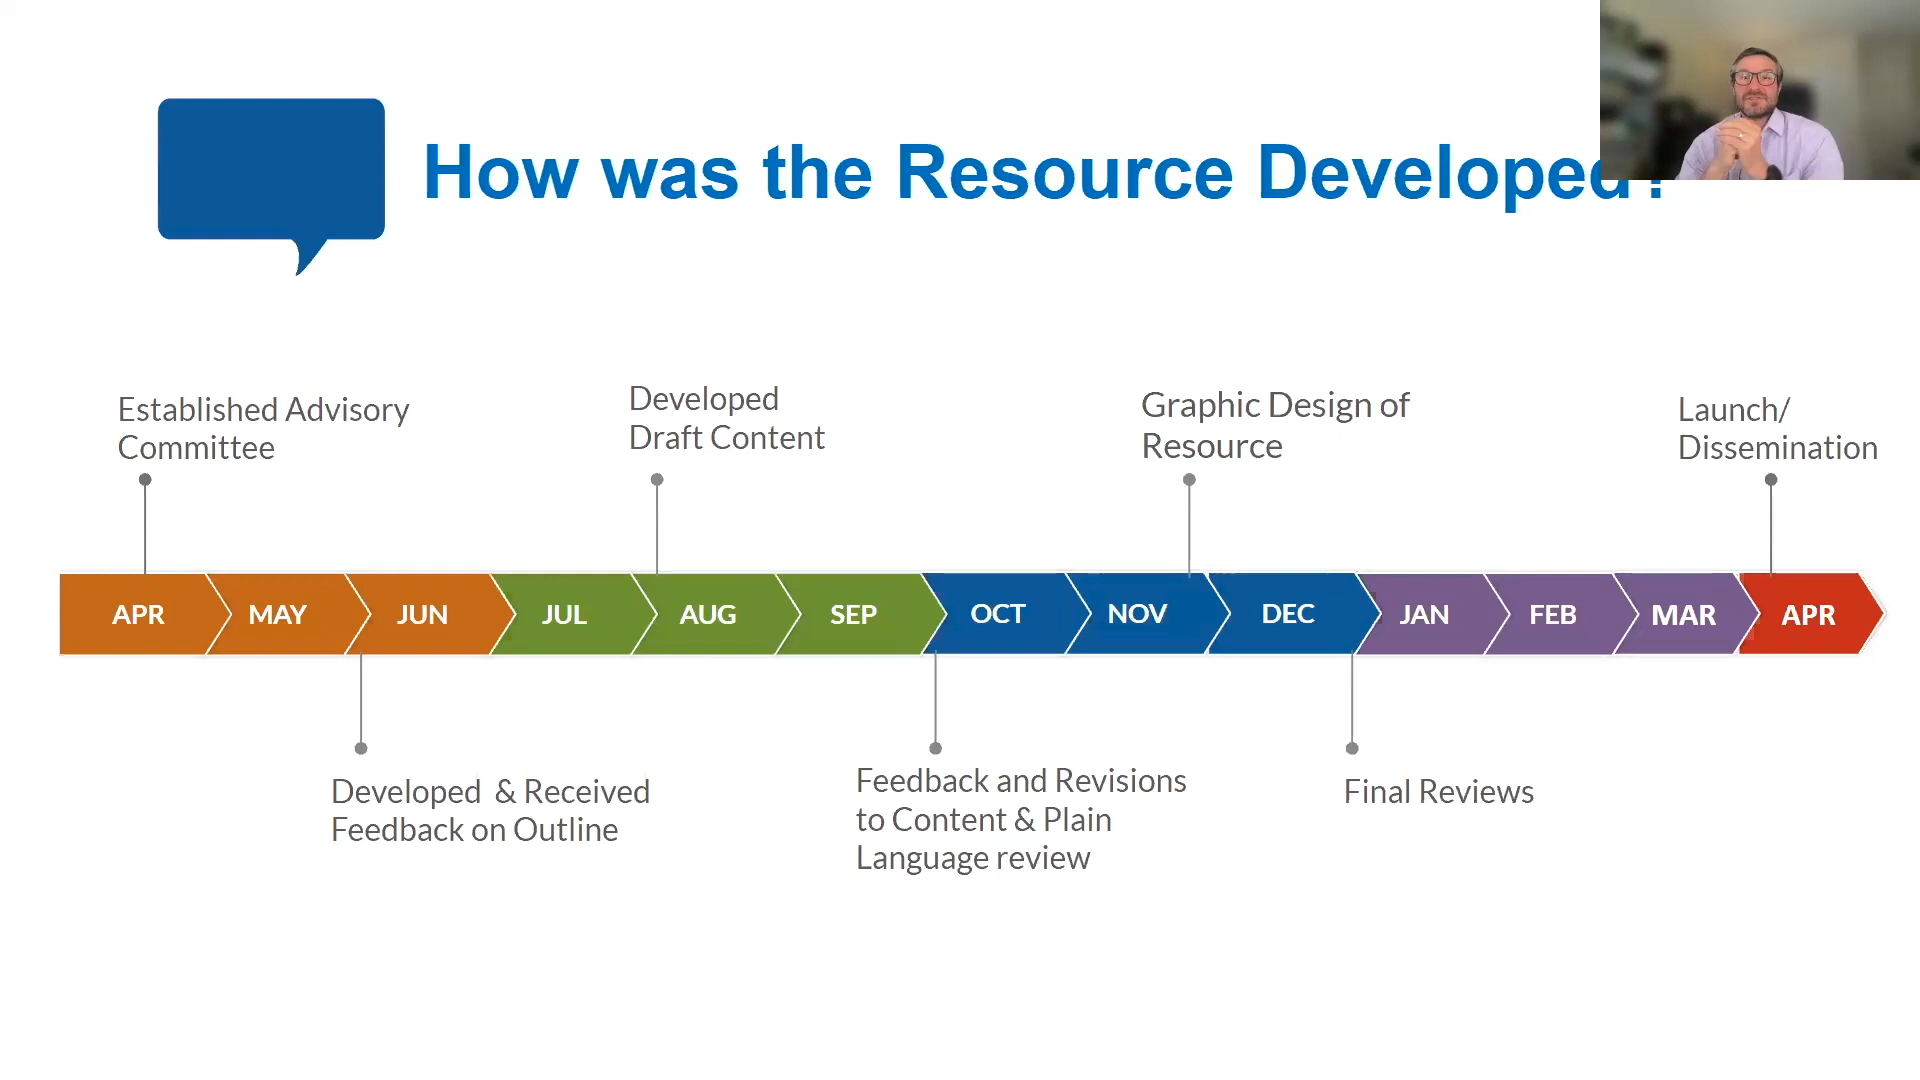 How was the Resource Developed?
Established Advisory
Committee
Developed
Draft Content
Graphic Design of
Resource
Launch/
Dissemination
APR MAY JUN JUL AUG SEP OCT NOV DEC JAN FEB MAR APR
Developed & Received
Feedback on Outline
Feedback and Revisions
to Content & Plain
Language review
Final Reviews